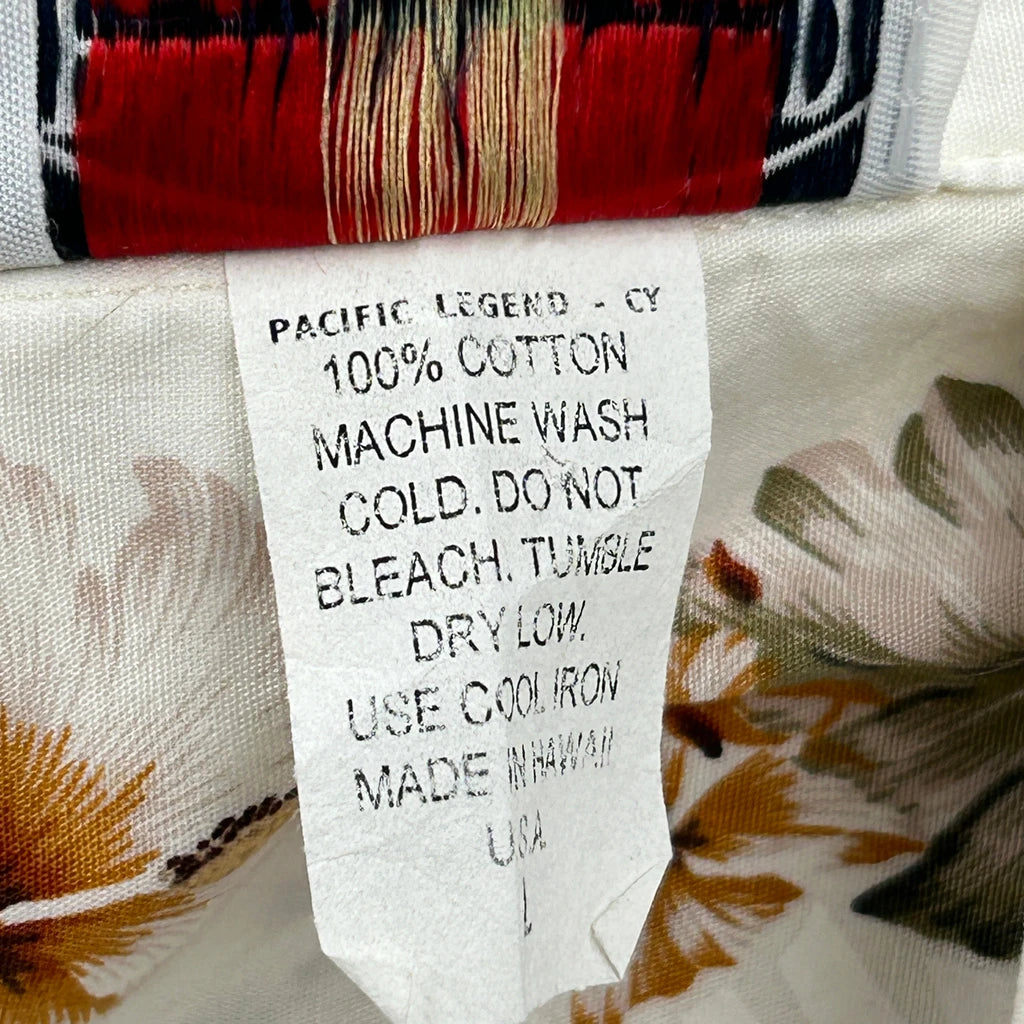 PACIFIC LEGEND - CY
100% COTTON
MACHINE WASH
COLD. DO NOT
BLEACH. TUMBLE
DRY LOW.
USE COOL IRON
MADE IN HAWAII
USA
L